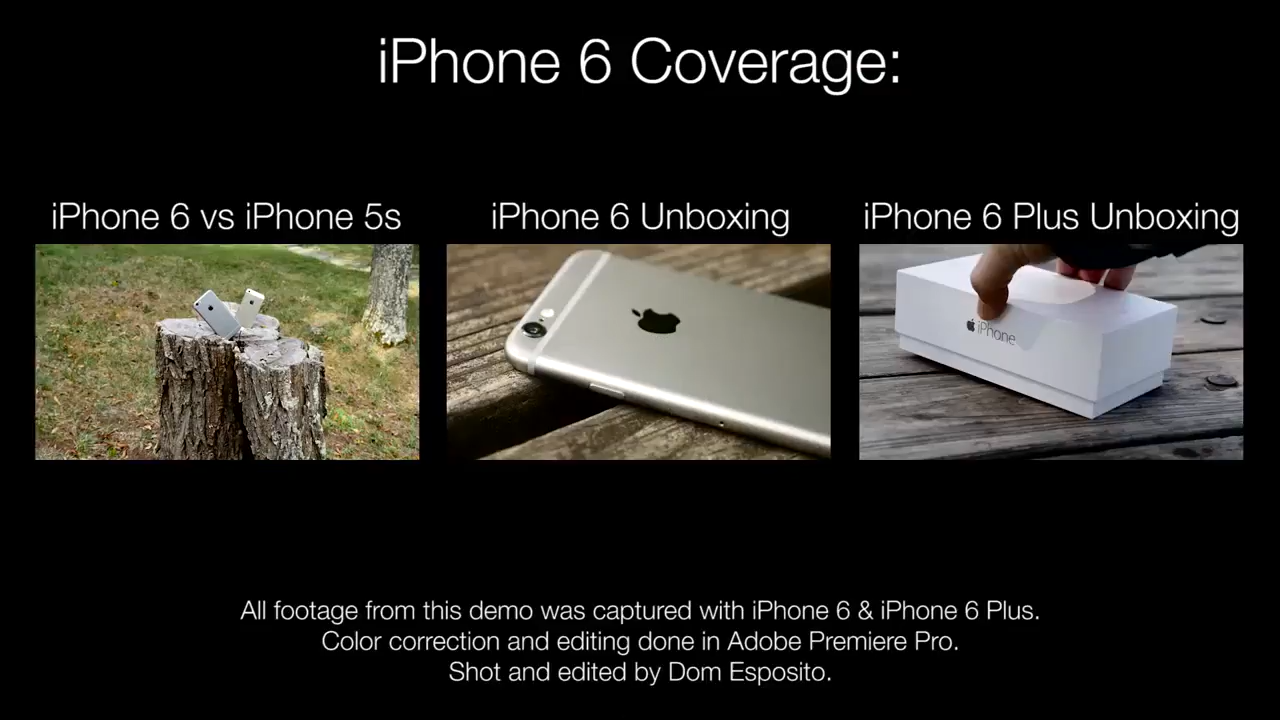 iPhone 6 Coverage:
iPhone 6 vs iPhone 5s
iPhone 6 Unboxing
iPhone 6 Plus Unboxing
iPhone
All footage from this demo was captured with iPhone 6 & iPhone 6 Plus.
Color correction and editing done in Adobe Premiere Pro.
Shot and edited by Dom Esposito.